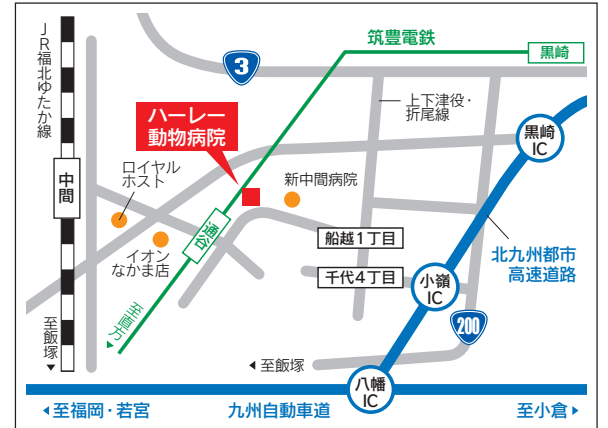 JR福北ゆたか線
筑豊電鉄
黒崎
3
ハーレー
動物病院
上下津役・
折尾線
黒崎
IC
ロイヤル
ホスト
中間
新中間病院
通谷
船越1丁目
イオン
なかま店
北九州都市
高速道路
千代4丁目
小嶺
IC
至直方
200
至飯塚
至飯塚
八幡
IC
至福岡・若宮
九州自動車道
至小倉